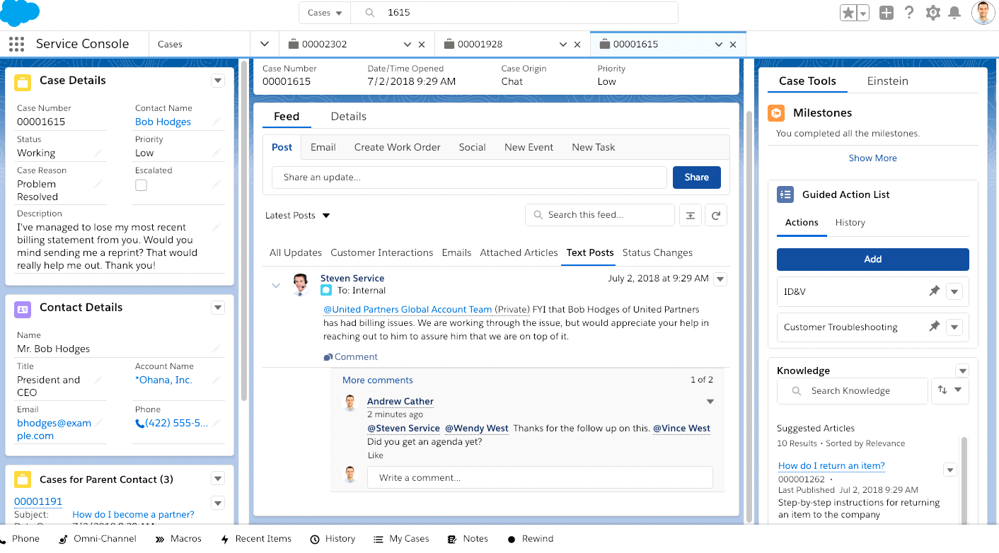 Cases
1615
Service Console
Cases
00002302
00001928
00001615
Case Details
Case Number
00001615
Contact Name
Bob Hodges
Status
Working
Priority
Low
Case Reason
Problem
Resolved
Escalated
Description
I've managed to lose my most recent
billing statement from you. Would you
mind sending me a reprint? That would
really help me out. Thank you!
Contact Details
Name
Mr. Bob Hodges
Title
President and
CEO
Account Name
*Ohana, Inc.
Email
bhodges@exam
ple.com
Phone
(422) 555-5...
Cases for Parent Contact (3)
00001191
Subject: How do I become a partner?
Case Number
00001615
Date/Time Opened
7/2/2018 9:29 AM
Case Origin
Chat
Priority
Low
Feed
Details
Post
Email
Create Work Order
Social
New Event
New Task
Share an update...
Share
Latest Posts
Search this feed...
All Updates
Customer Interactions
Emails
Attached Articles
Text Posts
Status Changes
Steven Service
July 2, 2018 at 9:29 AM
To: Internal
@United Partners Global Account Team (Private) FYI that Bob Hodges of United Partners
has had billing issues. We are working through the issue, but would appreciate your help in
reaching out to him to assure him that we are on top of it.
Comment
More comments
1 of 2
Andrew Cather
2 minutes ago
@Steven Service @Wendy West Thanks for the follow up on this. @Vince West
Did you get an agenda yet?
Like
Write a comment...
Case Tools
Einstein
Milestones
You completed all the milestones.
Show More
Guided Action List
Actions
History
Add
ID&V
Customer Troubleshooting
Knowledge
Search Knowledge
Suggested Articles
10 Results • Sorted by Relevance
How do I return an item?
000001262 •
Last Published Jul 2, 2018 9:29 AM
Step-by-step instructions for returning
an item to the company
Phone
Omni-Channel
Macros
Recent Items
History
My Cases
Notes
Rewind